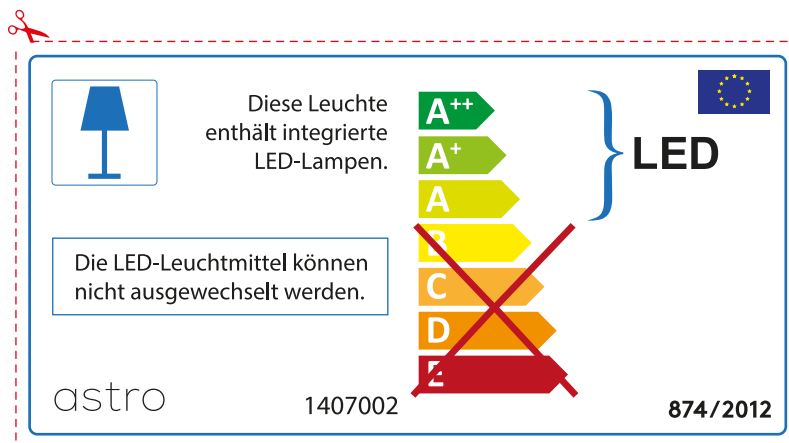 Diese Leuchte
enthält integrierte
LED-Lampen.
A++
A+
A
B
C
D
E
LED
Die LED-Leuchtmittel können
nicht ausgewechselt werden.
astro
1407002
874/2012